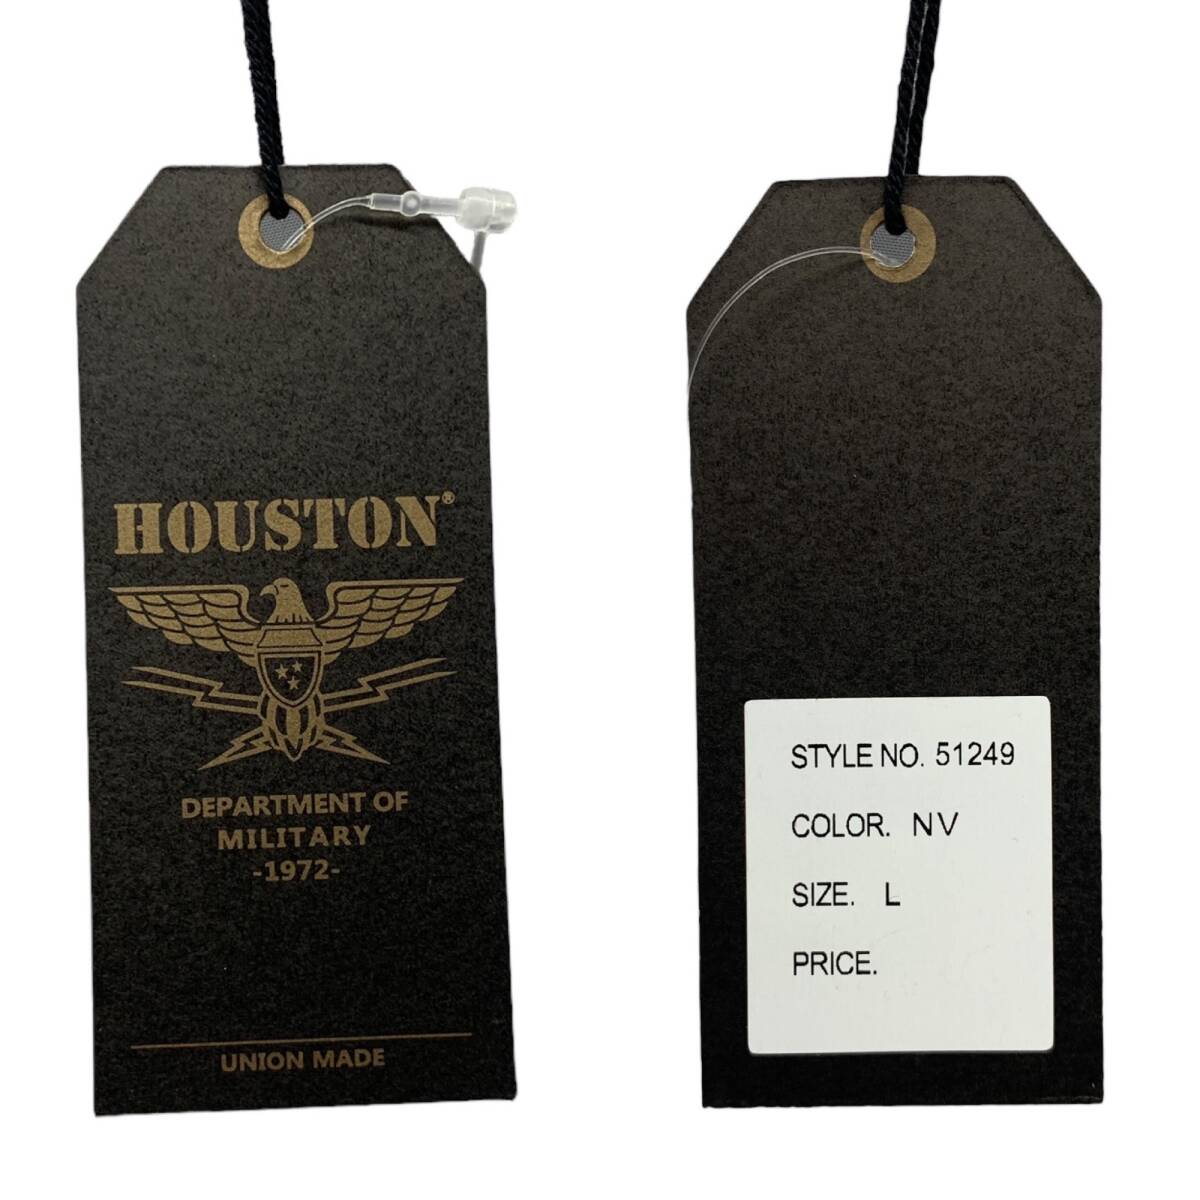 HOUSTON®
DEPARTMENT OF
MILITARY
-1972-
UNION MADE
STYLE NO. 51249
COLOR. NV
SIZE. L
PRICE.